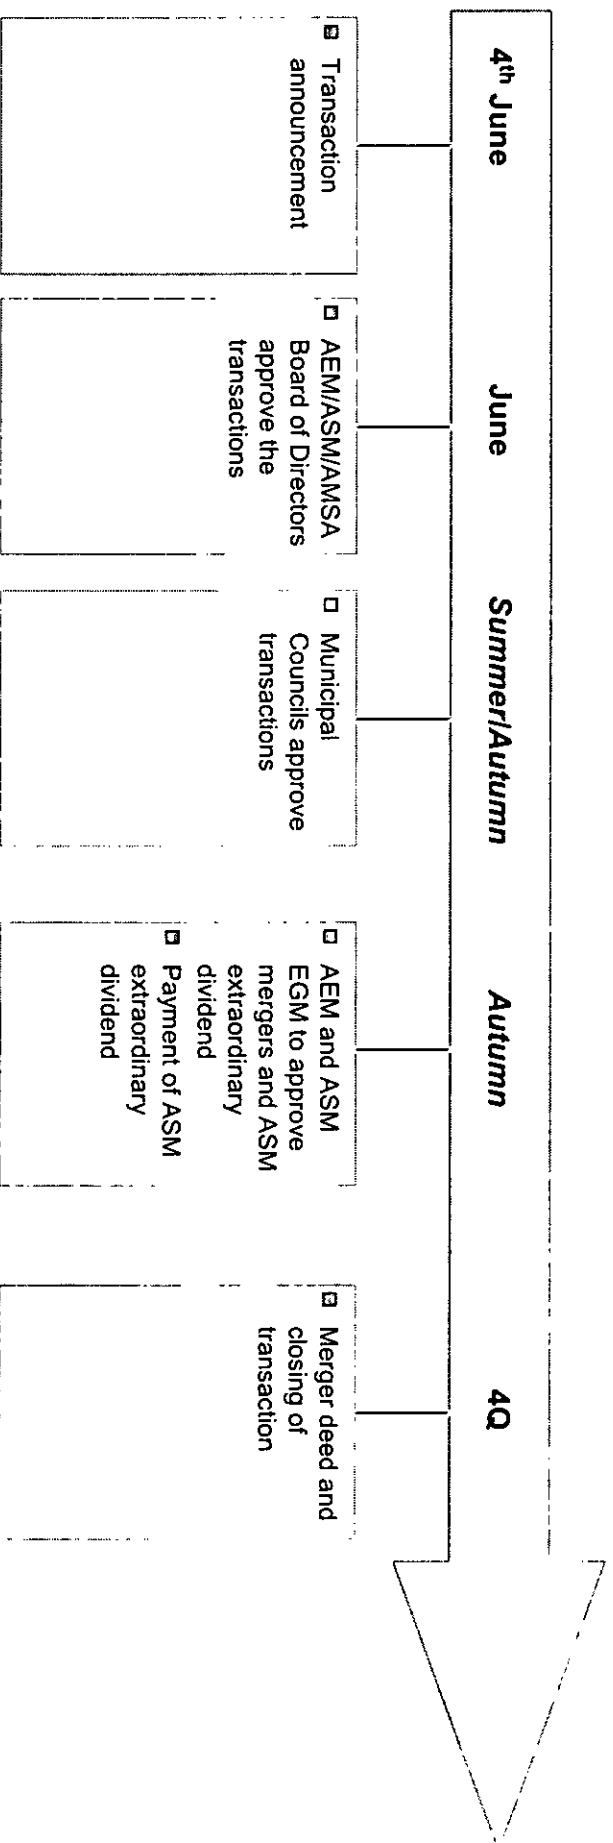 4th June
June
Summer/Autumn
Autumn
4Q
Transaction
announcement
AEM/ASM/AMSA
Board of Directors
approve the
transactions
Municipal
Councils approve
transactions
AEM and ASM
EGM to approve
mergers and ASM
extraordinary
dividend
Payment of ASM
extraordinary
dividend
Merger deed and
closing of
transaction